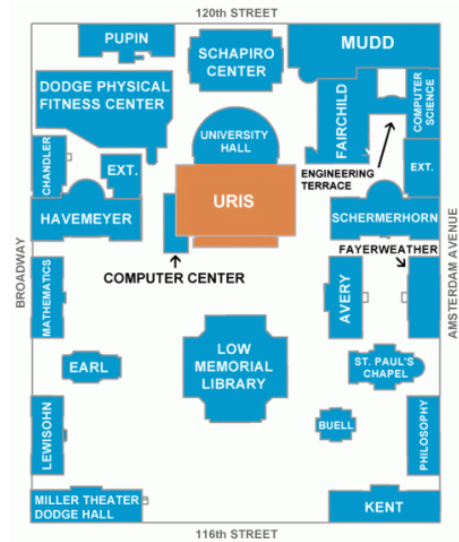 120th STREET
PUPIN
SCHAPIRO
CENTER
MUDD
DODGE PHYSICAL
FITNESS CENTER
UNIVERSITY
HALL
FAIRCHILD
COMPUTER
SCIENCE
CHANDLER
EXT.
ENGINEERING
TERRACE
EXT.
URIS
HAVEMEYER
SCHERMERHORN
FAYERWEATHER
COMPUTER CENTER
BROADWAY
AMSTERDAM AVENUE
MATHEMATICS
AVERY
LOW
MEMORIAL
LIBRARY
EARL
ST. PAUL'S
CHAPEL
BUELL
LEWISOHN
PHILOSOPHY
MILLER THEATER
DODGE HALL
KENT
116th STREET